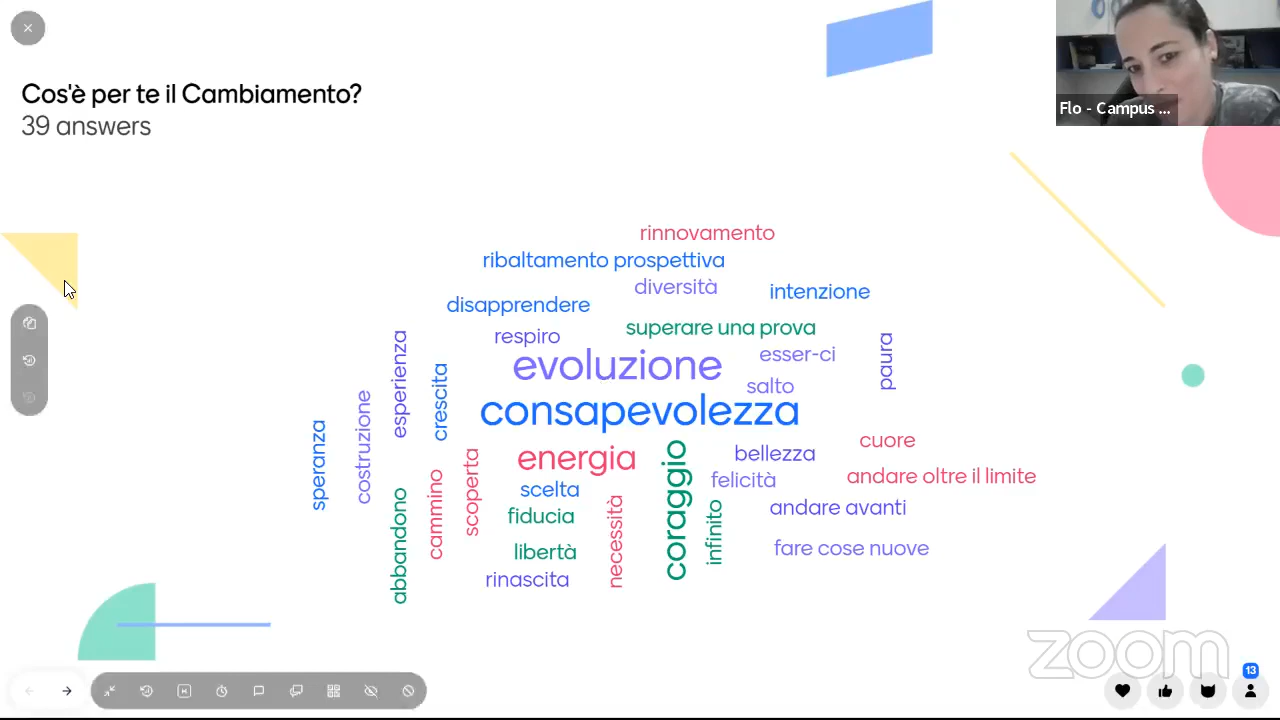 Cos'è per te il Cambiamento?
39 answers
Flo - Campus ...
rinnovamento
ribaltamento prospettiva
diversità
intenzione
disapprendere
superare una prova
respiro
esser-ci
paura
evoluzione
salto
esperienza
crescita
consapevolezza
costruzione
speranza
cuore
bellezza
energia
coraggio
andare oltre il limite
felicità
scoperta
cammino
scelta
necessità
infinito
andare avanti
fiducia
abbandono
libertà
fare cose nuove
rinascita
zoom
13